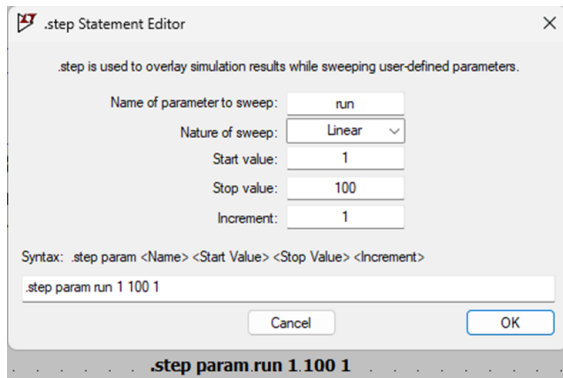 .step Statement Editor
.step is used to overlay simulation results while sweeping user-defined parameters.
Name of parameter to sweep: run
Nature of sweep: Linear
Start value: 1
Stop value: 100
Increment: 1
Syntax: .step param <Name> <Start Value> <Stop Value> <Increment>
.step param run 1 100 1
Cancel OK
.step param run 1 100 1